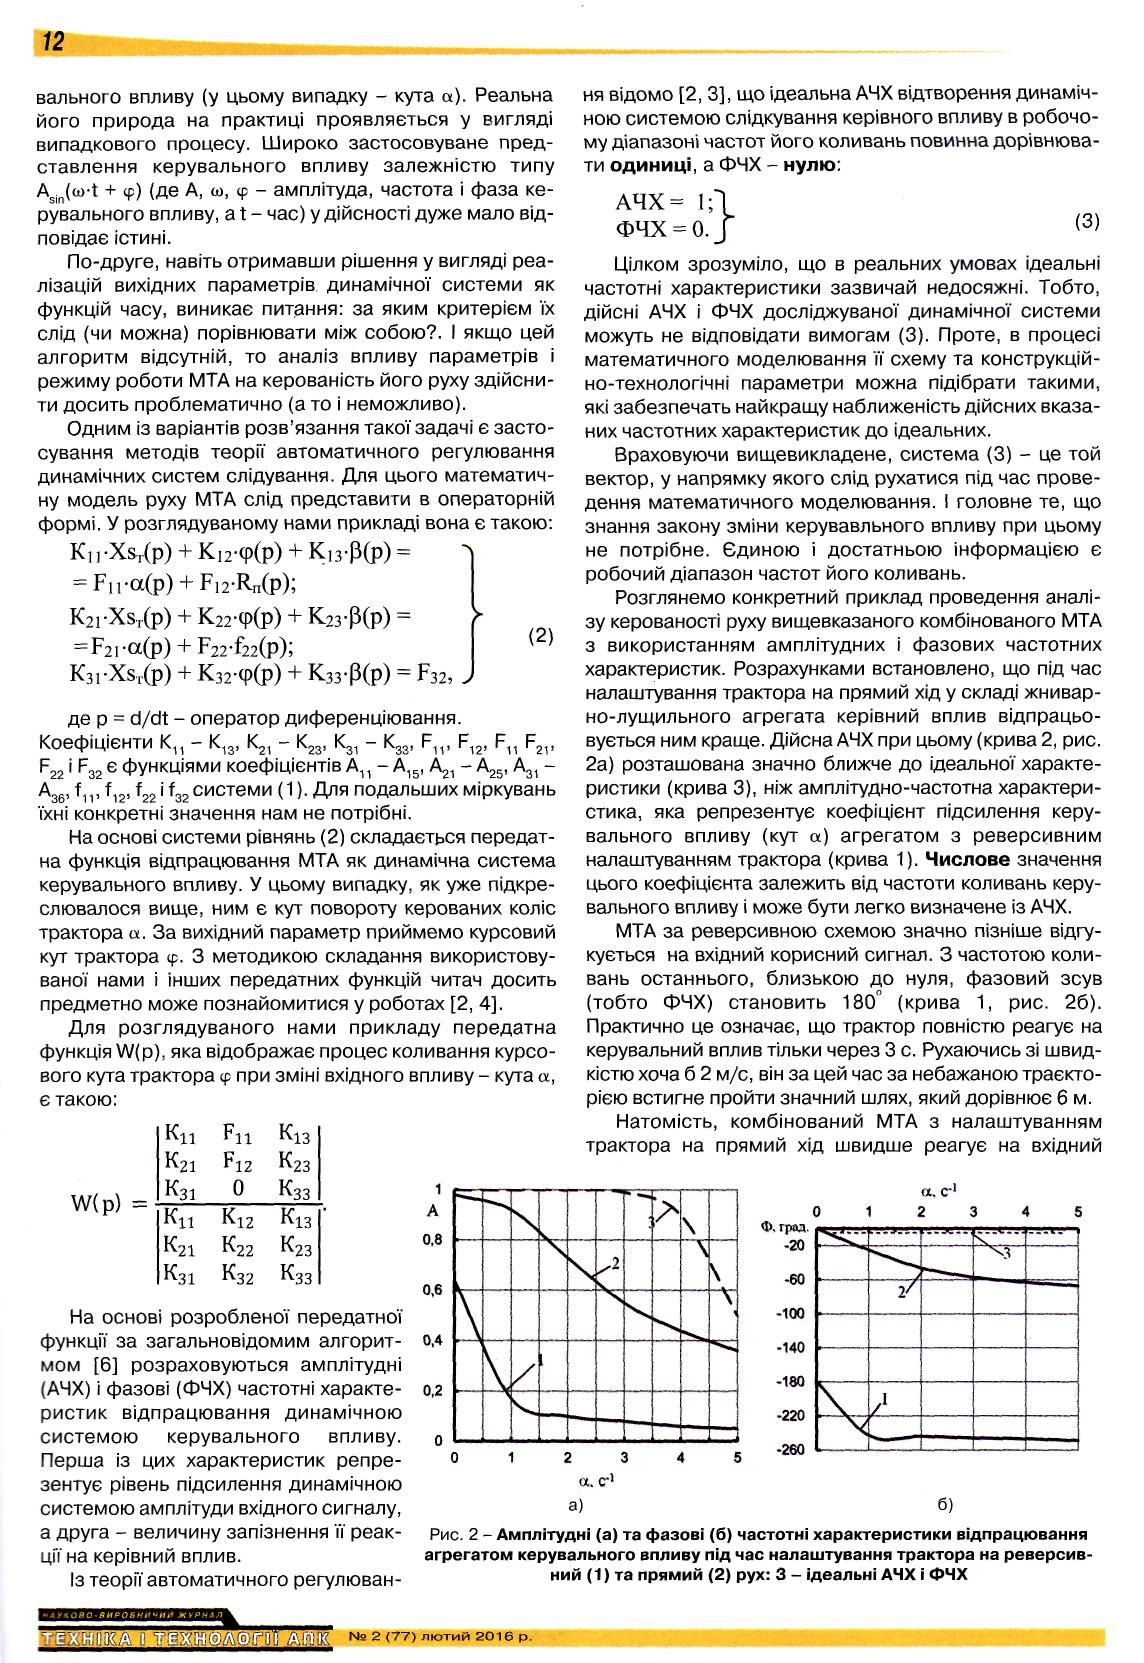 12
вального впливу (у цьому випадку – кута α). Реальна
його природа на практиці проявляється у вигляді
випадкового процесу. Широко застосовуване пред-
ставлення керувального впливу залежністю типу
A_sin(ω·t + φ) (де А, ω, φ – амплітуда, частота і фаза ке-
рувального впливу, а t – час) у дійсності дуже мало від-
повідає істині.
По-друге, навіть отримавши рішення у вигляді реа-
лізацій вихідних параметрів динамічної системи як
функцій часу, виникає питання: за яким критерієм їх
слід (чи можна) порівнювати між собою?. І якщо цей
алгоритм відсутній, то аналіз впливу параметрів і
режиму роботи МТА на керованість його руху здійсни-
ти досить проблематично (а то і неможливо).
Одним із варіантів розв’язання такої задачі є засто-
сування методів теорії автоматичного регулювання
динамічних систем слідування. Для цього математич-
ну модель руху МТА слід представити в операторній
формі. У розглядуваному нами прикладі вона є такою:
K₁₁·Xsт(p) + K₁₂·φ(p) + K₁₃·β(p) =
= F₁₁·α(p) + F₁₂·Rп(p);
K₂₁·Xsт(p) + K₂₂·φ(p) + K₂₃·β(p) =
=F₂₁·α(p) + F₂₂·f₂₂(p);
(2)
K₃₁·Xsт(p) + K₃₂·φ(p) + K₃₃·β(p) = F₃₂,
де p = d/dt – оператор диференціювання.
Коефіцієнти K₁₁ – K₁₃, K₂₁ – K₂₃, K₃₁ – K₃₃, F₁₁, F₁₂, F₁₁ F₂₁,
F₂₂ і F₃₂ є функціями коефіцієнтів A₁₁ – A₁₅, A₂₁ – A₂₅, A₃₁ –
A₃₆, f₁₁, f₁₂, f₂₂ і f₃₂ системи (1). Для подальших міркувань
їхні конкретні значення нам не потрібні.
На основі системи рівнянь (2) складається передат-
на функція відпрацювання МТА як динамічна система
керувального впливу. У цьому випадку, як уже підкре-
слювалося вище, ним є кут повороту керованих коліс
трактора α. За вихідний параметр приймемо курсовий
кут трактора φ. З методикою складання використову-
ваної нами і інших передатних функцій читач досить
предметно може познайомитися у роботах [2, 4].
Для розглядуваного нами прикладу передатна
функція W(p), яка відображає процес коливання курсо-
вого кута трактора φ при зміні вхідного впливу – кута α,
є такою:
K₁₁ F₁₁ K₁₃
K₂₁ F₁₂ K₂₃
K₃₁ 0 K₃₃
W(p) =
K₁₁ K₁₂ K₁₃
K₂₁ K₂₂ K₂₃
K₃₁ K₃₂ K₃₃
.
На основі розробленої передатної
функції за загальновідомим алгорит-
мом [6] розраховуються амплітудні
(АЧХ) і фазові (ФЧХ) частотні характе-
ристик відпрацювання динамічною
системою керувального впливу.
Перша із цих характеристик репре-
зентує рівень підсилення динамічною
системою амплітуди вхідного сигналу,
а друга – величину запізнення її реак-
ції на керівний вплив.
Із теорії автоматичного регулюван-
ня відомо [2, 3], що ідеальна АЧХ відтворення динаміч-
ною системою слідкування керівного впливу в робочо-
му діапазоні частот його коливань повинна дорівнюва-
ти одиниці, а ФЧХ – нулю:
АЧХ = 1;
ФЧХ = 0.
(3)
Цілком зрозуміло, що в реальних умовах ідеальні
частотні характеристики зазвичай недосяжні. Тобто,
дійсні АЧХ і ФЧХ досліджуваної динамічної системи
можуть не відповідати вимогам (3). Проте, в процесі
математичного моделювання її схему та конструкцій-
но-технологічні параметри можна підібрати такими,
які забезпечать найкращу наближеність дійсних вказа-
них частотних характеристик до ідеальних.
Враховуючи вищевикладене, система (3) – це той
вектор, у напрямку якого слід рухатися під час прове-
дення математичного моделювання. І головне те, що
знання закону зміни керувавльного впливу при цьому
не потрібне. Єдиною і достатньою інформацією є
робочий діапазон частот його коливань.
Розглянемо конкретний приклад проведення аналі-
зу керованості руху вищевказаного комбінованого МТА
з використанням амплітудних і фазових частотних
характеристик. Розрахунками встановлено, що під час
налаштування трактора на прямий хід у складі жнивар-
но-лущильного агрегата керівний вплив відпрацьо-
вується ним краще. Дійсна АЧХ при цьому (крива 2, рис.
2а) розташована значно ближче до ідеальної характе-
ристики (крива 3), ніж амплітудно-частотна характери-
стика, яка репрезентує коефіцієнт підсилення керу-
вального впливу (кут α) агрегатом з реверсивним
налаштуванням трактора (крива 1). Числове значення
цього коефіцієнта залежить від частоти коливань керу-
вального впливу і може бути легко визначене із АЧХ.
МТА за реверсивною схемою значно пізніше відгу-
кується на вхідний корисний сигнал. З частотою коли-
вань останнього, близькою до нуля, фазовий зсув
(тобто ФЧХ) становить 180° (крива 1, рис. 2б).
Практично це означає, що трактор повністю реагує на
керувальний вплив тільки через 3 с. Рухаючись зі швид-
кістю хоча б 2 м/с, він за цей час за небажаною траєкто-
рією встигне пройти значний шлях, який дорівнює 6 м.
Натомість, комбінований МТА з налаштуванням
трактора на прямий хід швидше реагує на вхідний
1
A
0,8
0,6
0,4
0,2
0
0 1 2 3 4 5
3
2
1
α, c⁻¹
а)
α, c⁻¹
0 1 2 3 4 5
Ф, град.
-20
-60
-100
-140
-180
-220
-260
3
2
1
б)
Рис. 2 – Амплітудні (а) та фазові (б) частотні характеристики відпрацювання
агрегатом керувального впливу під час налаштування трактора на реверсив-
ний (1) та прямий (2) рух: 3 – ідеальні АЧХ і ФЧХ
НАУКОВО-ВИРОБНИЧИЙ ЖУРНАЛ
ТЕХНІКА І ТЕХНОЛОГІЇ АПК
№ 2 (77) лютий 2016 р.